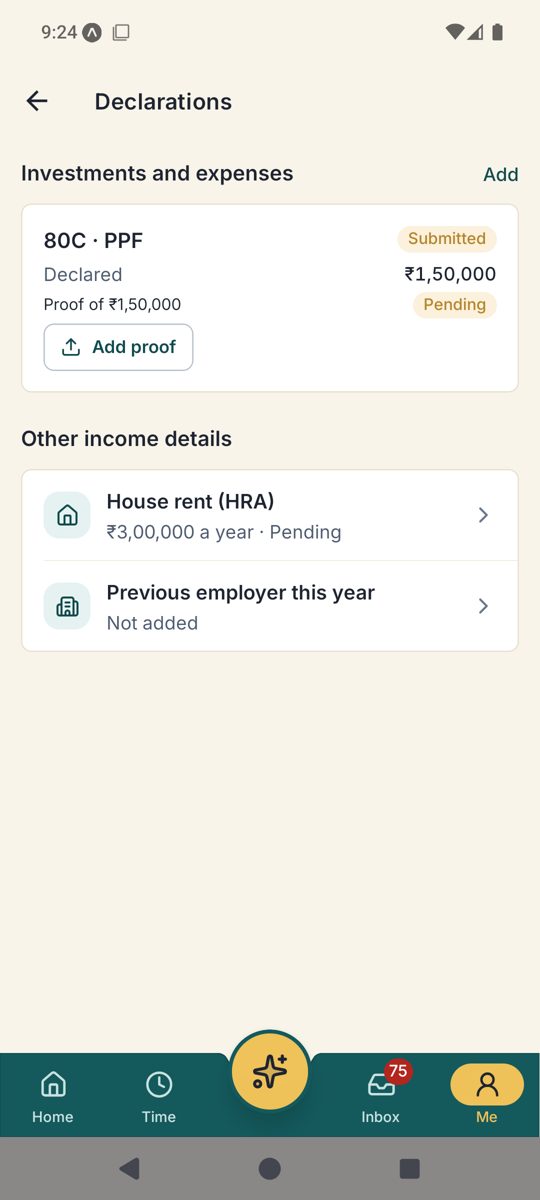 9:24
Declarations
Investments and expenses
Add
80C · PPF
Submitted
Declared
₹1,50,000
Proof of ₹1,50,000
Pending
Add proof
Other income details
House rent (HRA)
₹3,00,000 a year · Pending
Previous employer this year
Not added
75
Home
Time
Inbox
Me